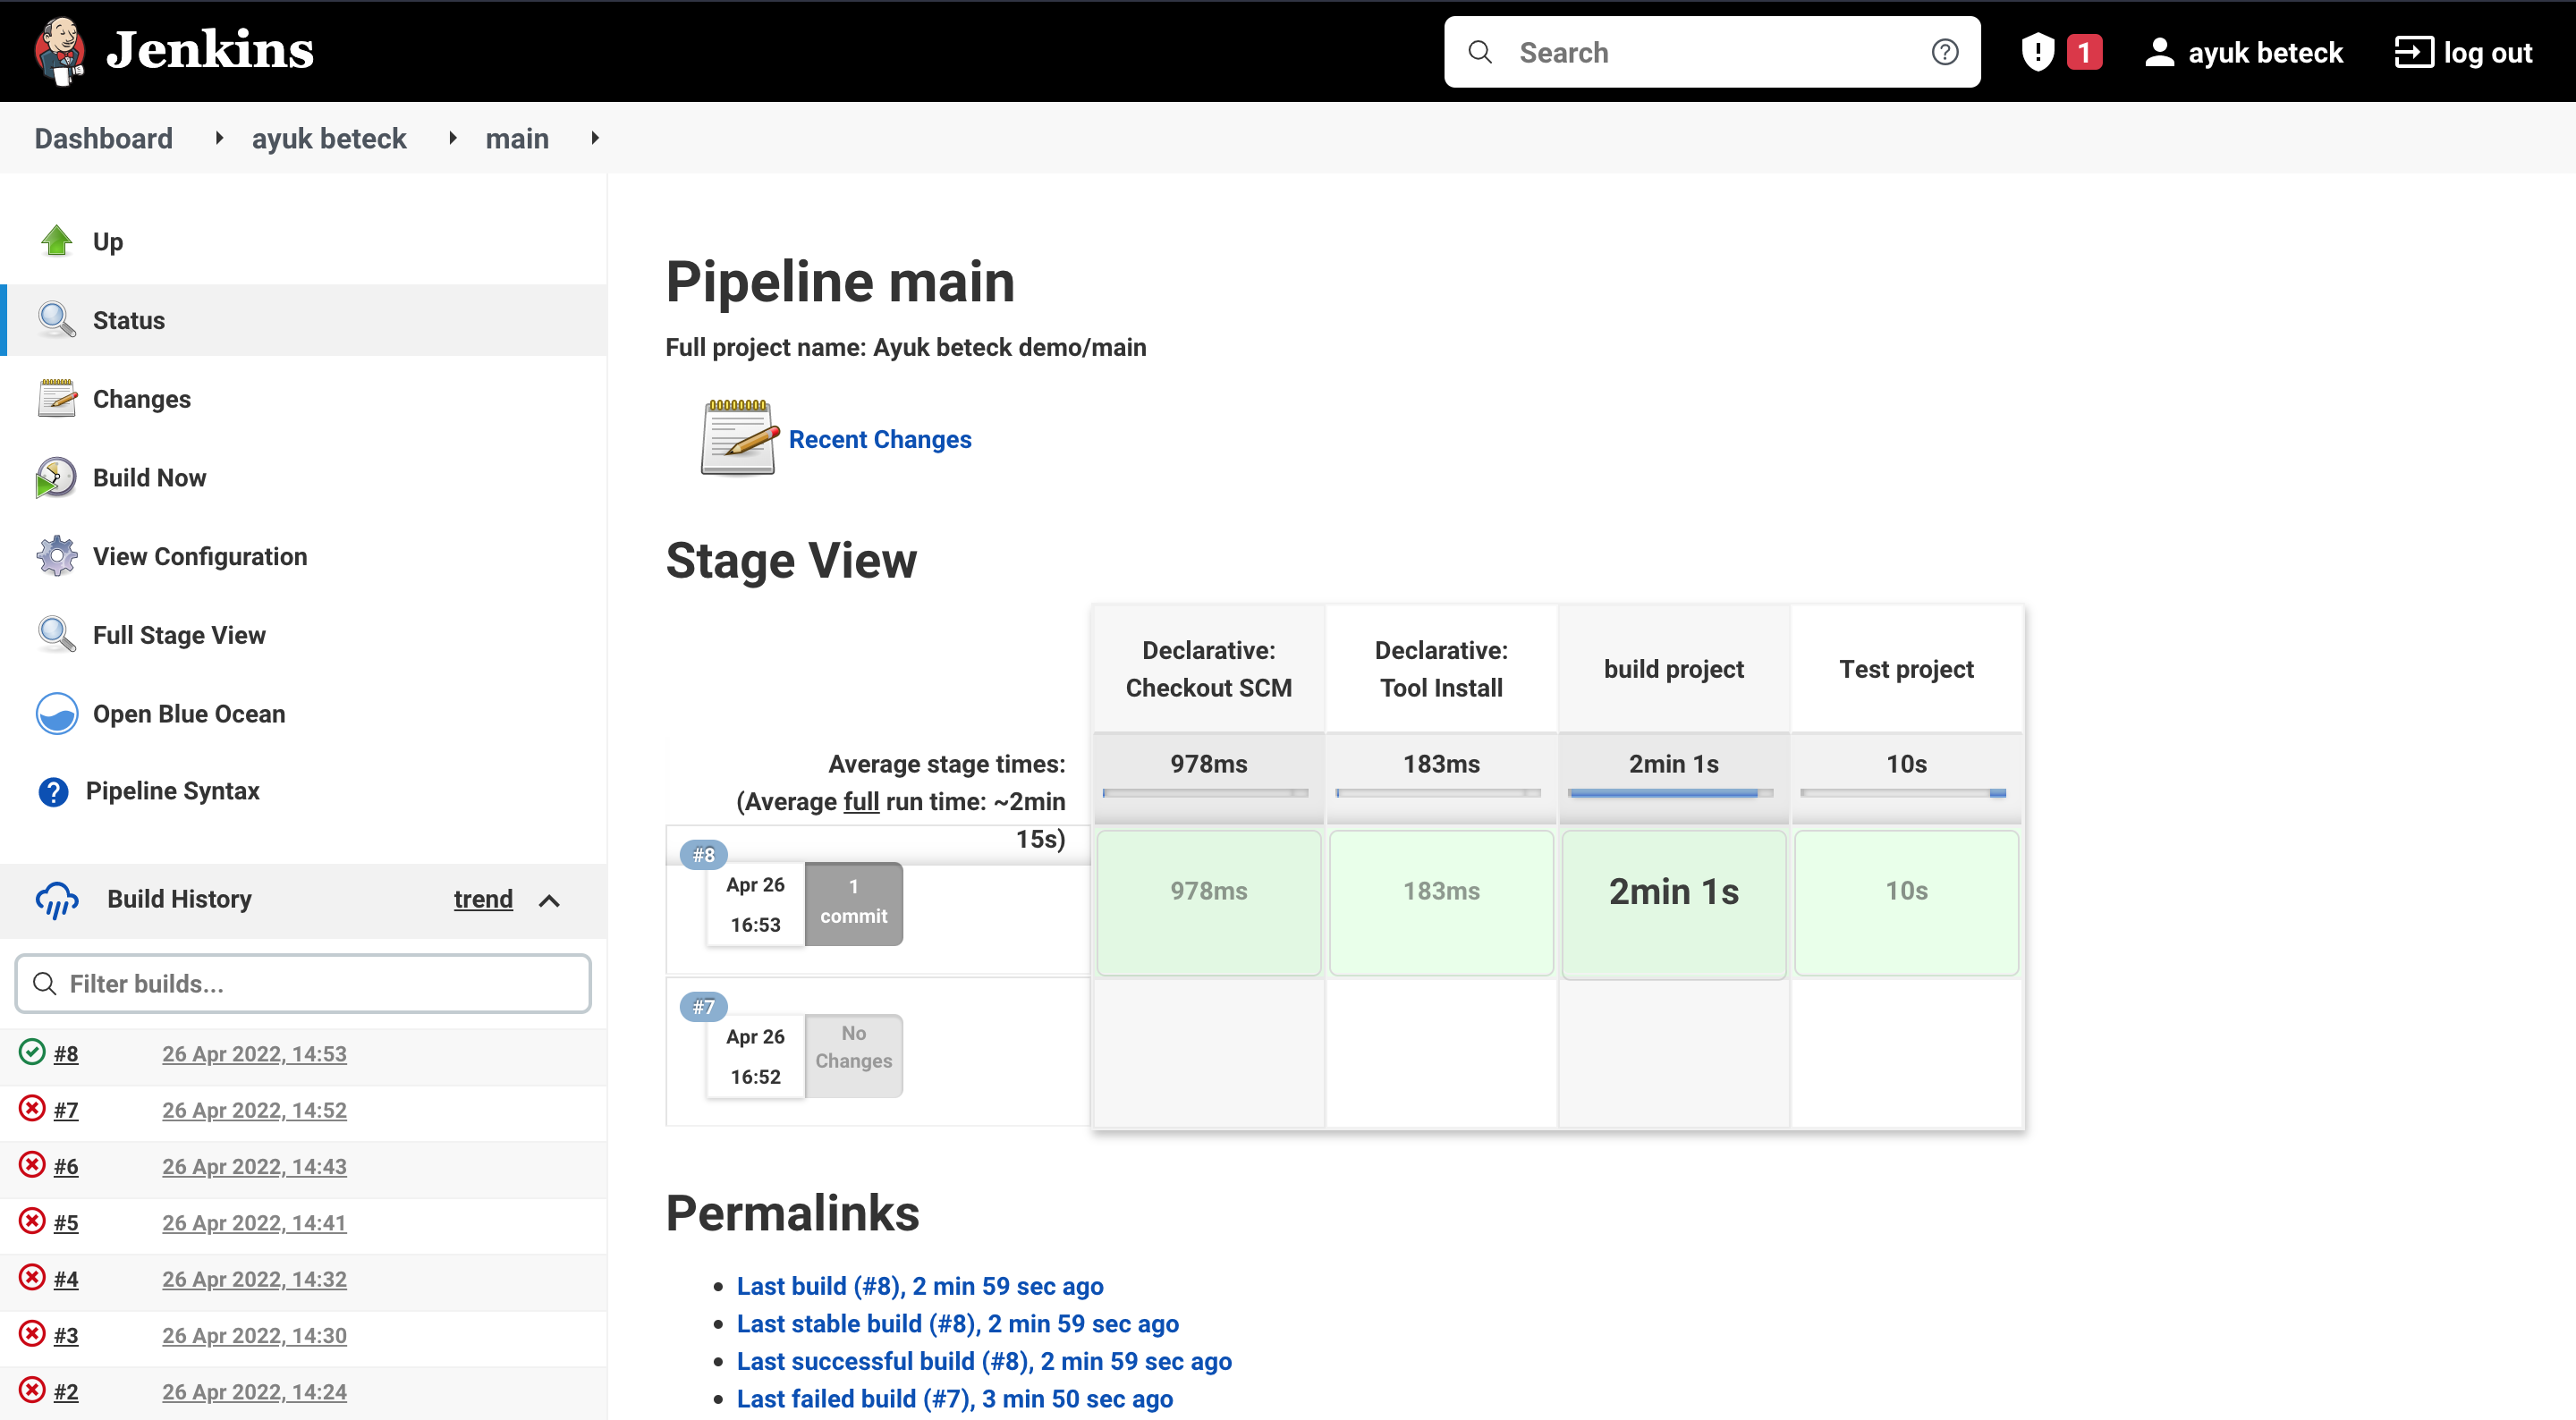 Jenkins
Search
1
ayuk beteck
log out
Dashboard
ayuk beteck
main
Up
Status
Changes
Build Now
View Configuration
Full Stage View
Open Blue Ocean
Pipeline Syntax
Build History
trend
Filter builds...
#8 26 Apr 2022, 14:53
#7 26 Apr 2022, 14:52
#6 26 Apr 2022, 14:43
#5 26 Apr 2022, 14:41
#4 26 Apr 2022, 14:32
#3 26 Apr 2022, 14:30
#2 26 Apr 2022, 14:24
Pipeline main
Full project name: Ayuk beteck demo/main
Recent Changes
Stage View
Declarative:
Checkout SCM
Declarative:
Tool Install
build project
Test project
Average stage times:
(Average full run time: ~2min
15s)
978ms
183ms
2min 1s
10s
#8
Apr 26
16:53
1
commit
978ms
183ms
2min 1s
10s
#7
Apr 26
16:52
No
Changes
Permalinks
Last build (#8), 2 min 59 sec ago
Last stable build (#8), 2 min 59 sec ago
Last successful build (#8), 2 min 59 sec ago
Last failed build (#7), 3 min 50 sec ago